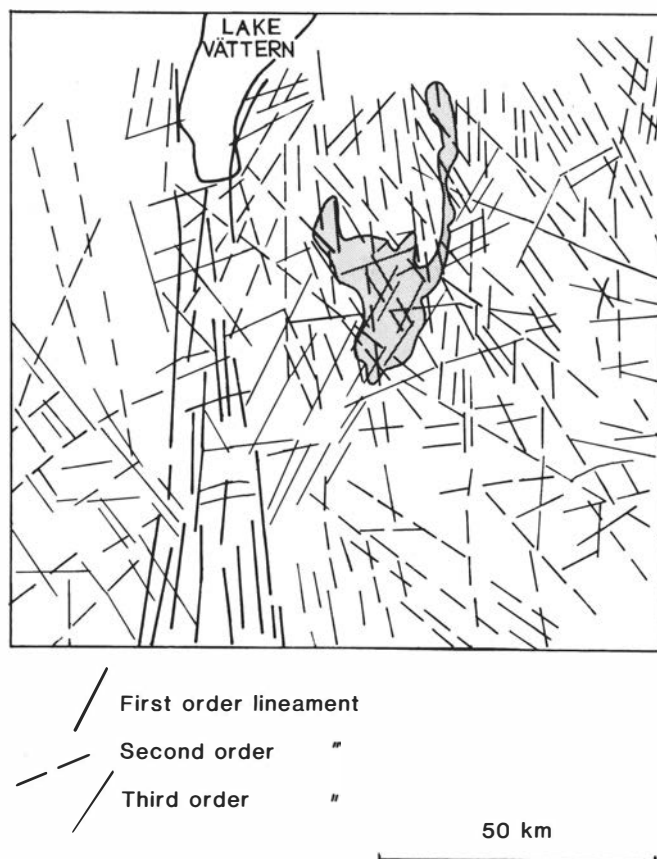 LAKE
VÄTTERN
First order lineament
Second order "
Third order "
50 km